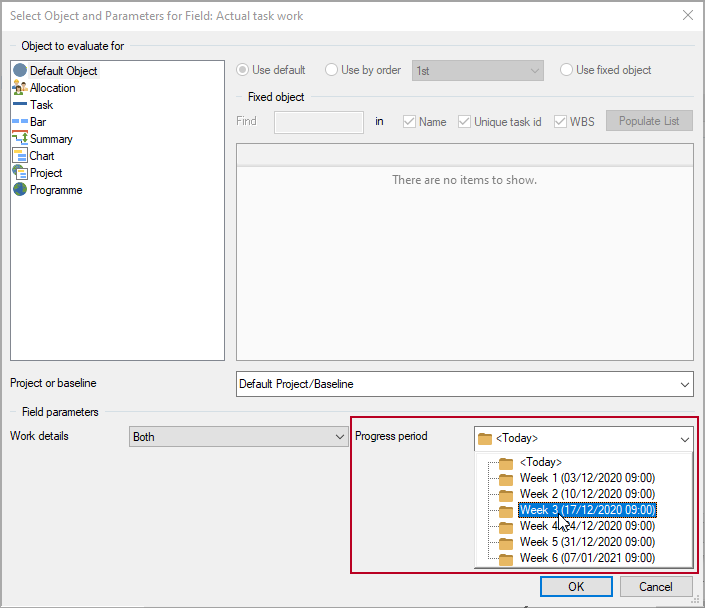 Select Object and Parameters for Field: Actual task work
Object to evaluate for
Default Object
Allocation
Task
Bar
Summary
Chart
Project
Programme
Use default
Use by order
1st
Use fixed object
Fixed object
Find
in
Name
Unique task id
WBS
Populate List
There are no items to show.
Project or baseline
Default Project/Baseline
Field parameters
Work details
Both
Progress period
<Today>
<Today>
Week 1 (03/12/2020 09:00)
Week 2 (10/12/2020 09:00)
Week 3 (17/12/2020 09:00)
Week 4 (24/12/2020 09:00)
Week 5 (31/12/2020 09:00)
Week 6 (07/01/2021 09:00)
OK
Cancel